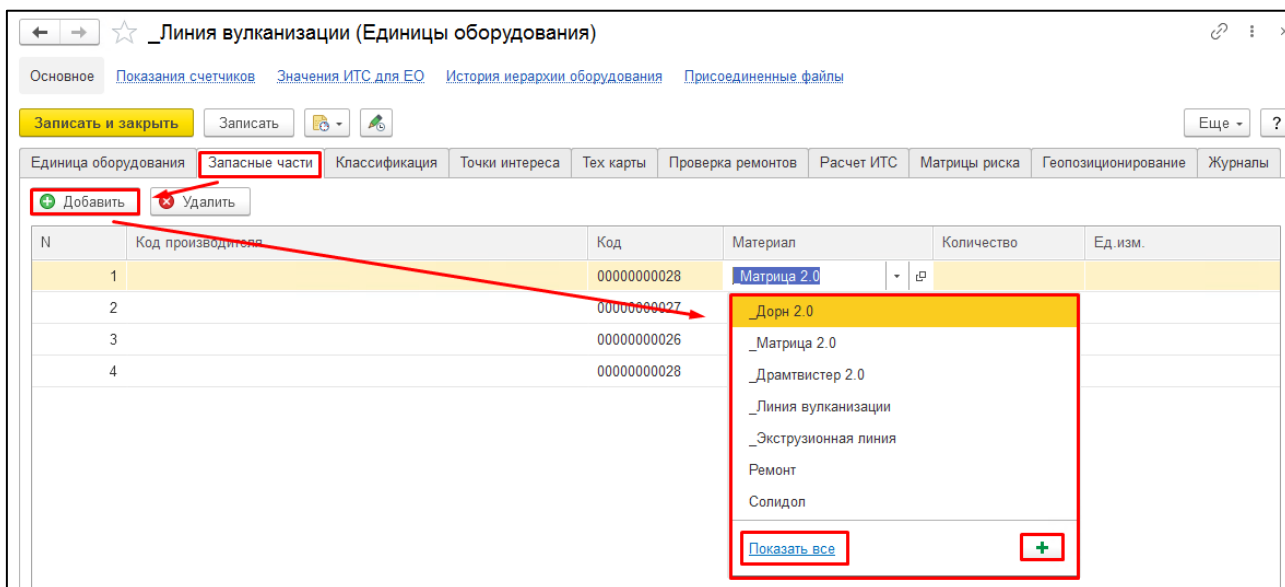 _Линия вулканизации (Единицы оборудования)
Основное Показания счетчиков Значения ИТС для ЕО История иерархии оборудования Присоединенные файлы
Записать и закрыть Записать Еще ?
Единица оборудования Запасные части Классификация Точки интереса Тех карты Проверка ремонтов Расчет ИТС Матрицы риска Геопозиционирование Журналы
Добавить Удалить
N Код производителя Код Материал Количество Ед.изм.
1 00000000028 _Матрица 2.0
2 00000000027 _Дорн 2.0
3 00000000026 _Матрица 2.0
4 00000000028 _Драмтвистер 2.0
_Линия вулканизации
_Экструзионная линия
Ремонт
Солидол
Показать все